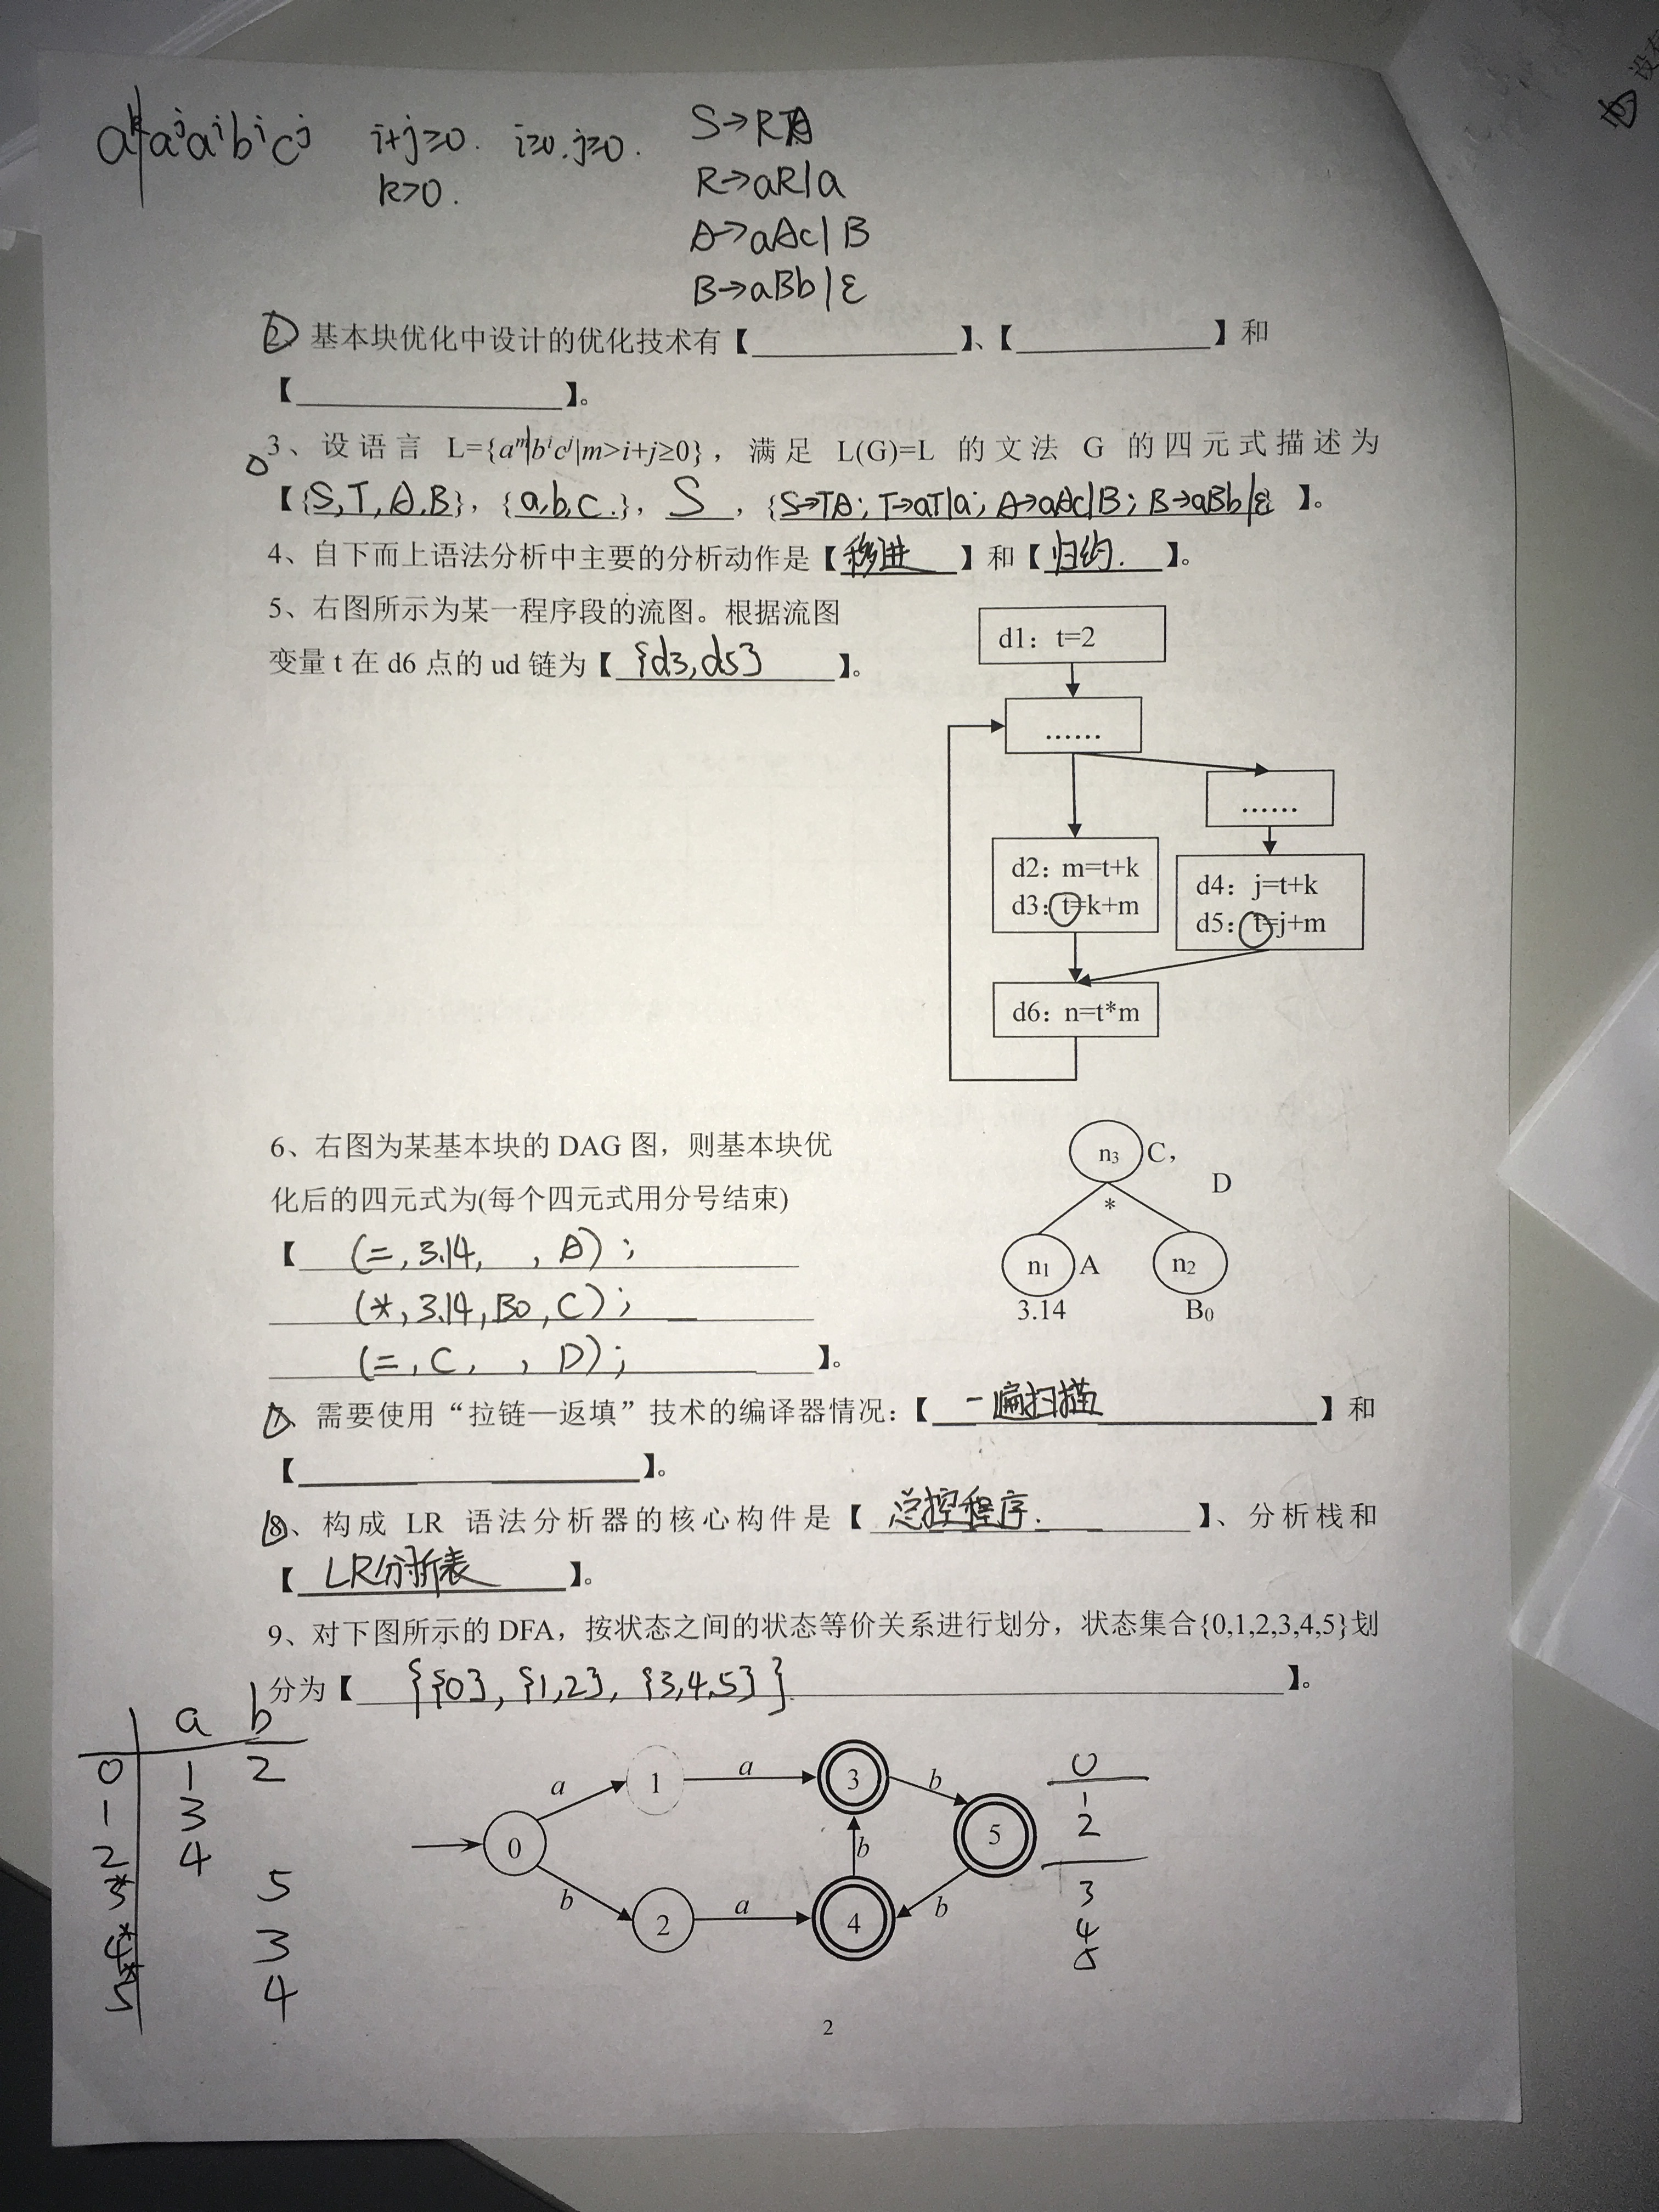 aᵏaʲaⁱbⁱcʲ i+j≥0. i≥0.j≥0.
k>0.
S→RA
R→aR|a
A→aAc|B
B→aBb|ε
2、基本块优化中设计的优化技术有【____】、【____】和
【____】。
3、设语言 L={aᵐbⁱcʲ|m>i+j≥0}，满足 L(G)=L 的文法 G 的四元式描述为
【{S,T,A,B}，{a,b,c.}，S，{S→TA; T→aT|a; A→aAc|B; B→aBb|ε}】。
4、自下而上语法分析中主要的分析动作是【移进】和【归约.】。
5、右图所示为某一程序段的流图。根据流图
变量 t 在 d6 点的 ud 链为【{d3,d5}】。
d1：t=2
……
……
d2：m=t+k
d3：t=k+m
d4：j=t+k
d5：t=j+m
d6：n=t*m
6、右图为某基本块的 DAG 图，则基本块优
化后的四元式为(每个四元式用分号结束)
【(=,3.14, ,A);
(*,3.14,B0,C);
(=,C, ,D);】。
n₃ C，
D
*
n₁ A n₂
3.14 B₀
7、需要使用“拉链—返填”技术的编译器情况：【一遍扫描】和
【____】。
8、构成 LR 语法分析器的核心构件是【总控程序.】、分析栈和
【LR分析表】。
9、对下图所示的 DFA，按状态之间的状态等价关系进行划分，状态集合{0,1,2,3,4,5}划
分为【{{0},{1,2},{3,4,5}}】。
a b
0 1 2
1 3
2 4
3* 5
4* 3
5* 4
0
1
2
3
4
5
a
b
a
a
b
b
b
0
1
2
3
4
5
2